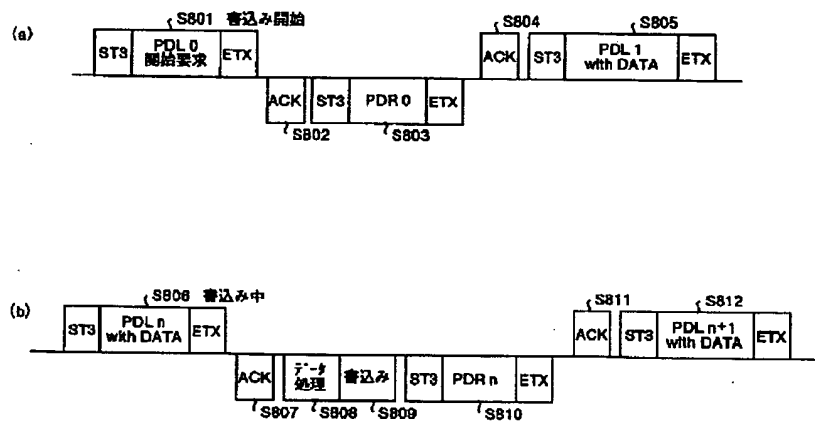 (a)
S801 書込み開始
ST3
PDL 0
開始要求
ETX
ACK
S802
ST3
PDR 0
ETX
S803
S804
ACK
S805
ST3
PDL 1
with DATA
ETX
(b)
S806 書込み中
ST3
PDL n
with DATA
ETX
ACK
S807
データ
処理
S808
書込み
S809
ST3
PDR n
ETX
S810
S811
ACK
S812
ST3
PDL n+1
with DATA
ETX